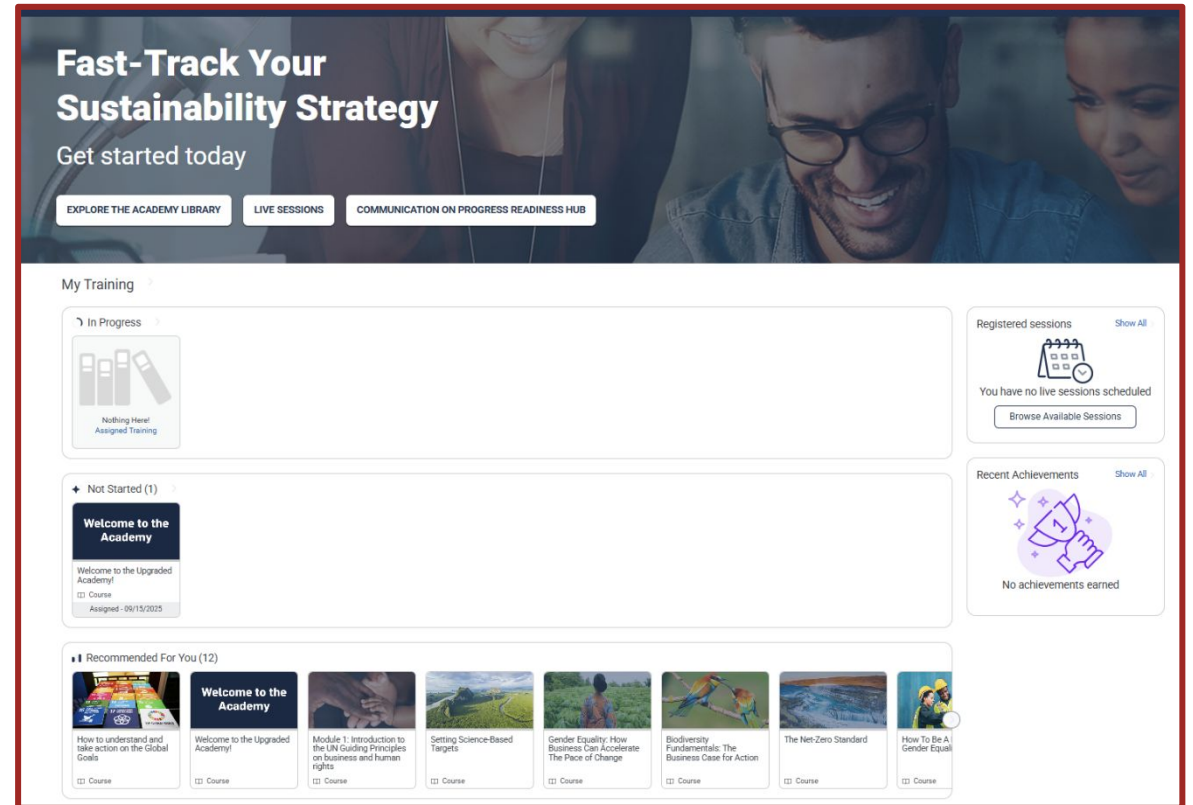 Fast-Track Your
Sustainability Strategy
Get started today
EXPLORE THE ACADEMY LIBRARY
LIVE SESSIONS
COMMUNICATION ON PROGRESS READINESS HUB
My Training
In Progress
Nothing Here!
Assigned Training
Registered sessions
Show All
You have no live sessions scheduled
Browse Available Sessions
Not Started (1)
Welcome to the
Academy
Welcome to the Upgraded
Academy!
Course
Assigned - 09/15/2025
Recent Achievements
Show All
1
No achievements earned
Recommended For You (12)
How to understand and
take action on the Global
Goals
Course
Welcome to the
Academy
Welcome to the Upgraded
Academy!
Course
Module 1: Introduction to
the UN Guiding Principles
on business and human
rights
Course
Setting Science-Based
Targets
Course
Gender Equality: How
Business Can Accelerate
The Pace of Change
Course
Biodiversity
Fundamentals: The
Business Case for Action
Course
The Net-Zero Standard
Course
How To Be A
Gender Equali
Course